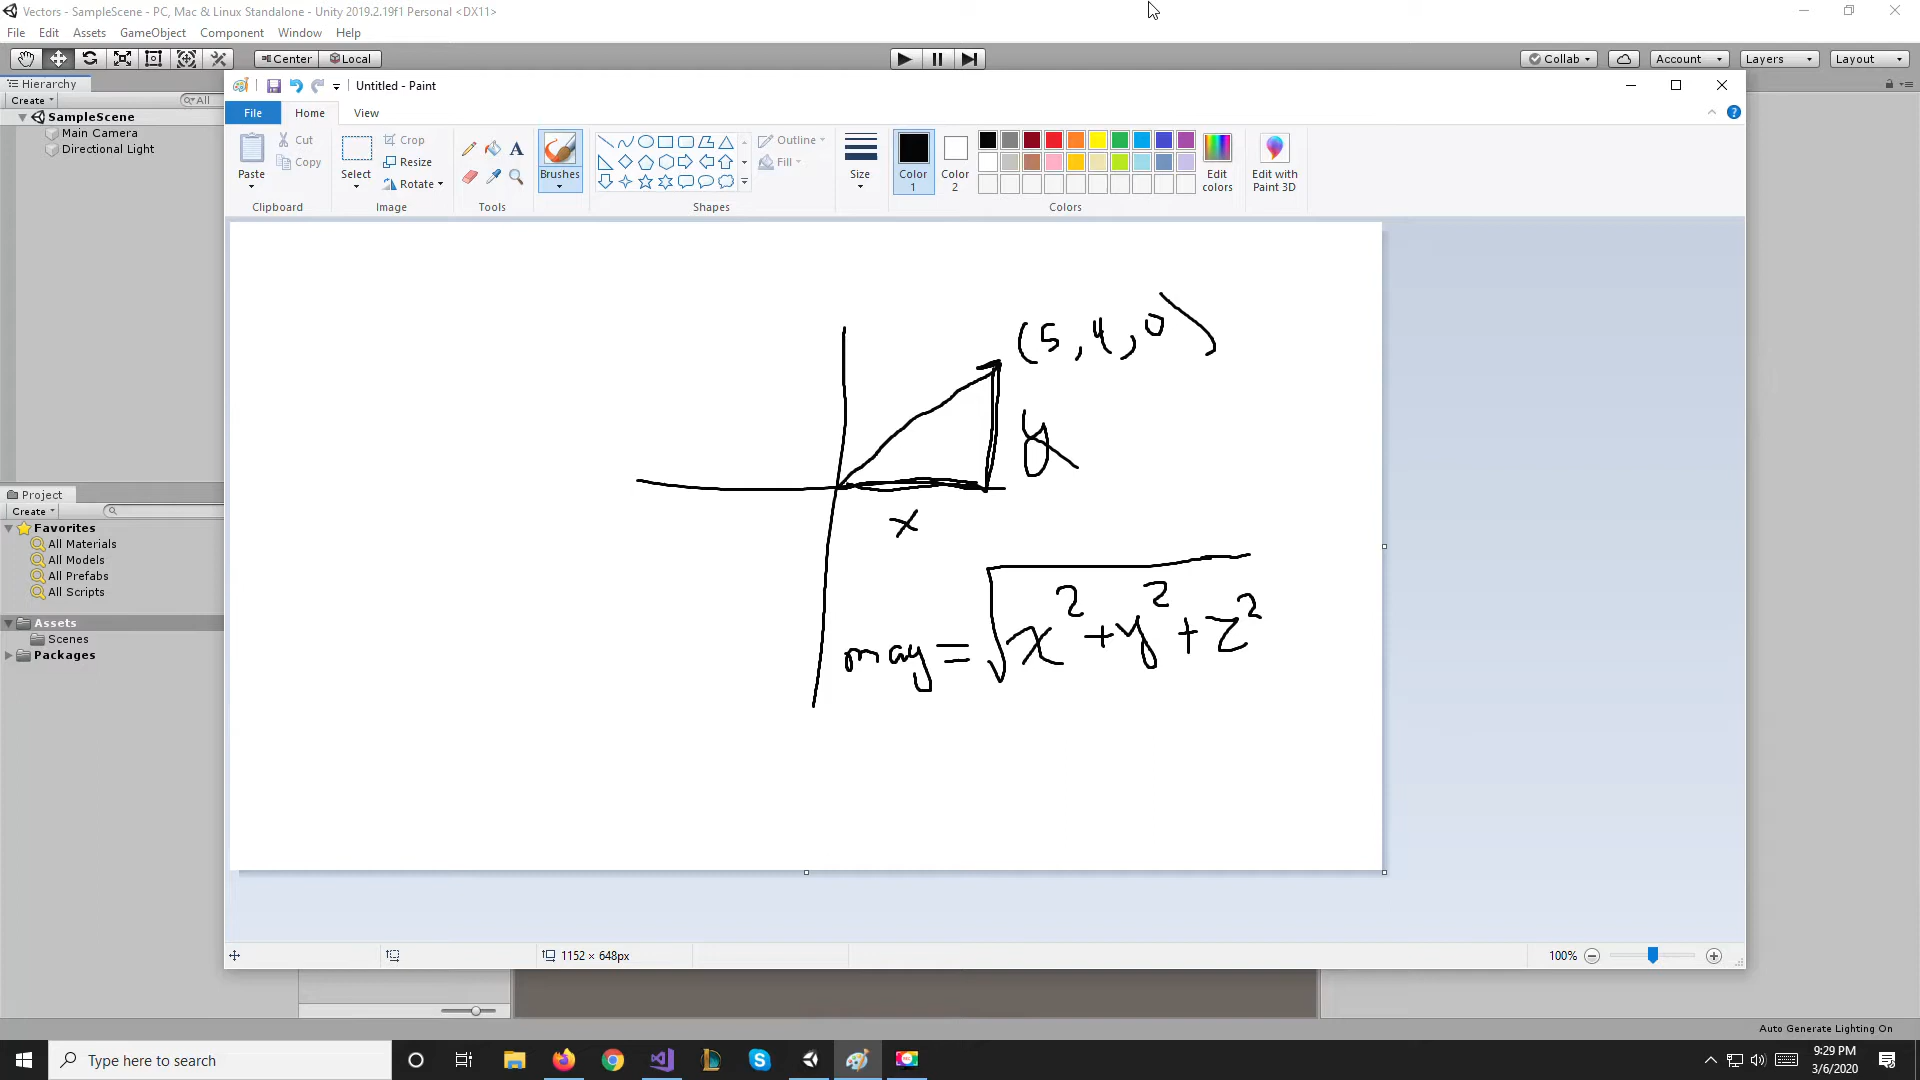 Vectors - SampleScene - PC, Mac & Linux Standalone - Unity 2019.2.19f1 Personal <DX11>
File Edit Assets GameObject Component Window Help
Center Local Collab Account Layers Layout
Hierarchy
Create All
SampleScene
Main Camera
Directional Light
Project
Create
Favorites
All Materials
All Models
All Prefabs
All Scripts
Assets
Scenes
Packages
Untitled - Paint
File Home View
Paste Cut Copy Select Crop Resize Rotate Brushes Outline Fill Size Color 1 Color 2 Edit colors Edit with Paint 3D
Clipboard Image Tools Shapes Colors
(5, 4, 0)
y
x
mag = √x²+y²+z²
1152 × 648px 100%
Auto Generate Lighting On
Type here to search
9:29 PM
3/6/2020